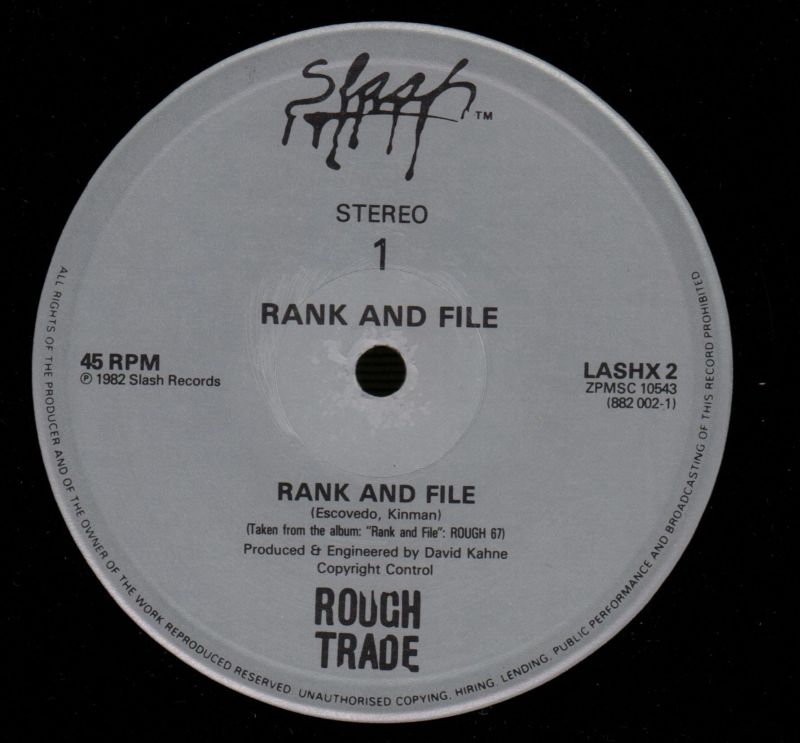 Slash TM
STEREO
1
RANK AND FILE
45 RPM
℗ 1982 Slash Records
LASHX 2
ZPMSC 10543
(882 002-1)
RANK AND FILE
(Escovedo, Kinman)
(Taken from the album: "Rank and File": ROUGH 67)
Produced & Engineered by David Kahne
Copyright Control
ROUGH
TRADE
ALL RIGHTS OF THE PRODUCER AND OF THE OWNER OF THE WORK REPRODUCED RESERVED. UNAUTHORISED COPYING, HIRING, LENDING, PUBLIC PERFORMANCE AND BROADCASTING OF THIS RECORD PROHIBITED